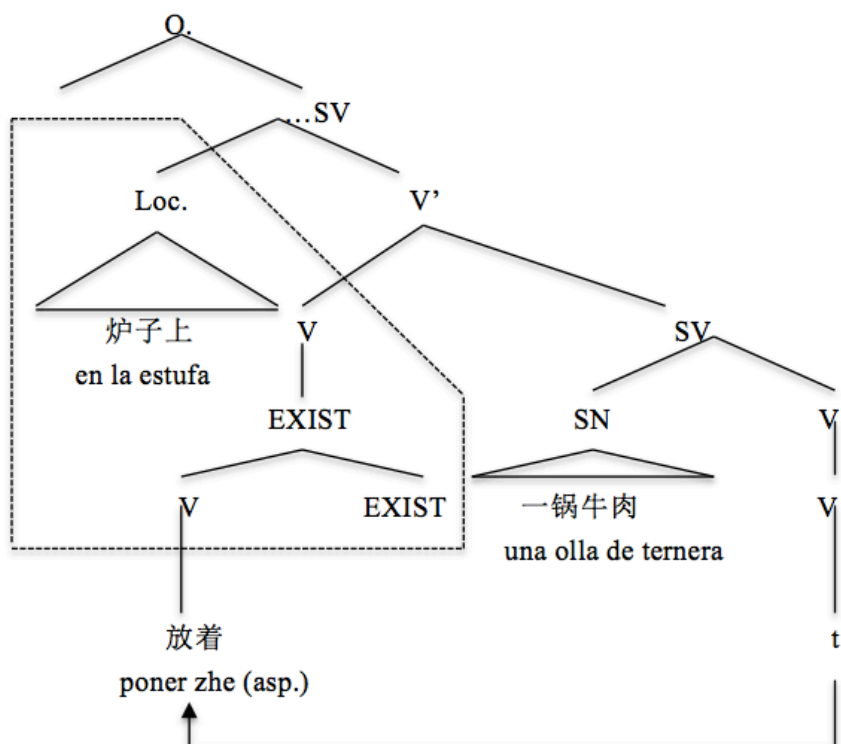 O.
…SV
Loc.
V’
炉子上
en la estufa
V
SV
EXIST
SN
V
V
EXIST
一锅牛肉
una olla de ternera
V
放着
poner zhe (asp.)
t